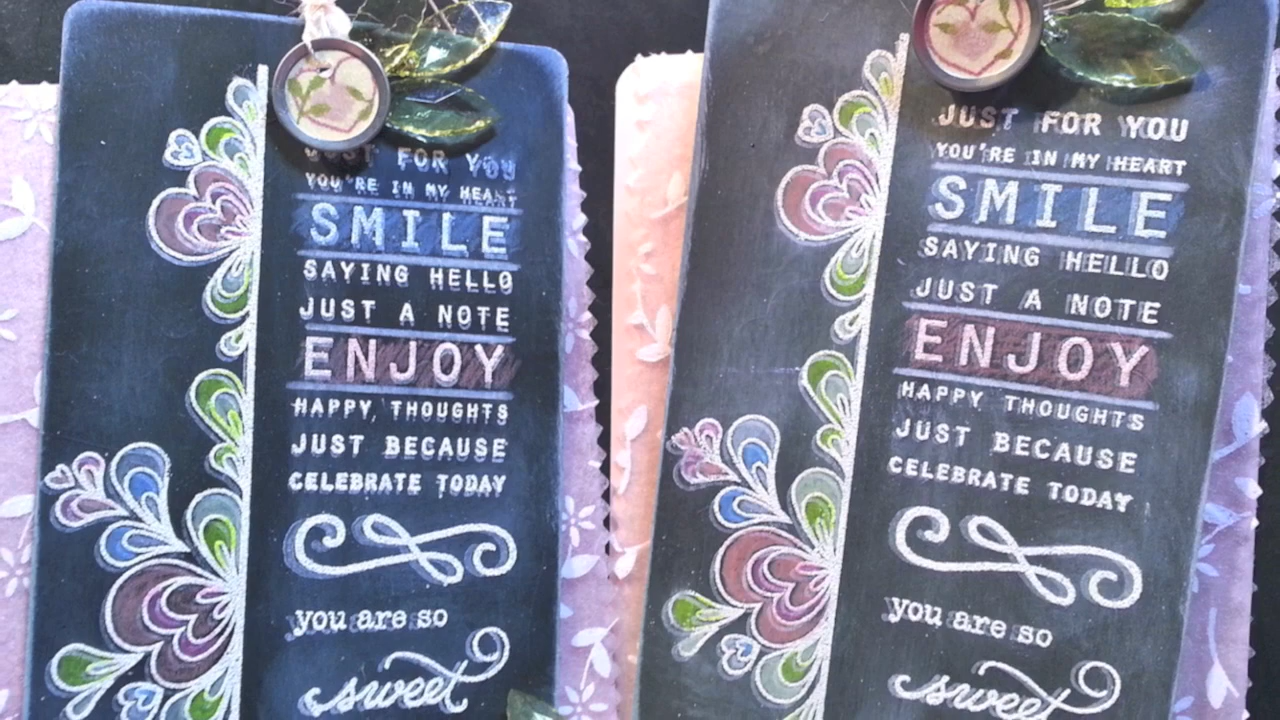 JUST FOR YOU
YOU'RE IN MY HEART
SMILE
SAYING HELLO
JUST A NOTE
ENJOY
HAPPY THOUGHTS
JUST BECAUSE
CELEBRATE TODAY
you are so
sweet
JUST FOR YOU
YOU'RE IN MY HEART
SMILE
SAYING HELLO
JUST A NOTE
ENJOY
HAPPY THOUGHTS
JUST BECAUSE
CELEBRATE TODAY
you are so
sweet